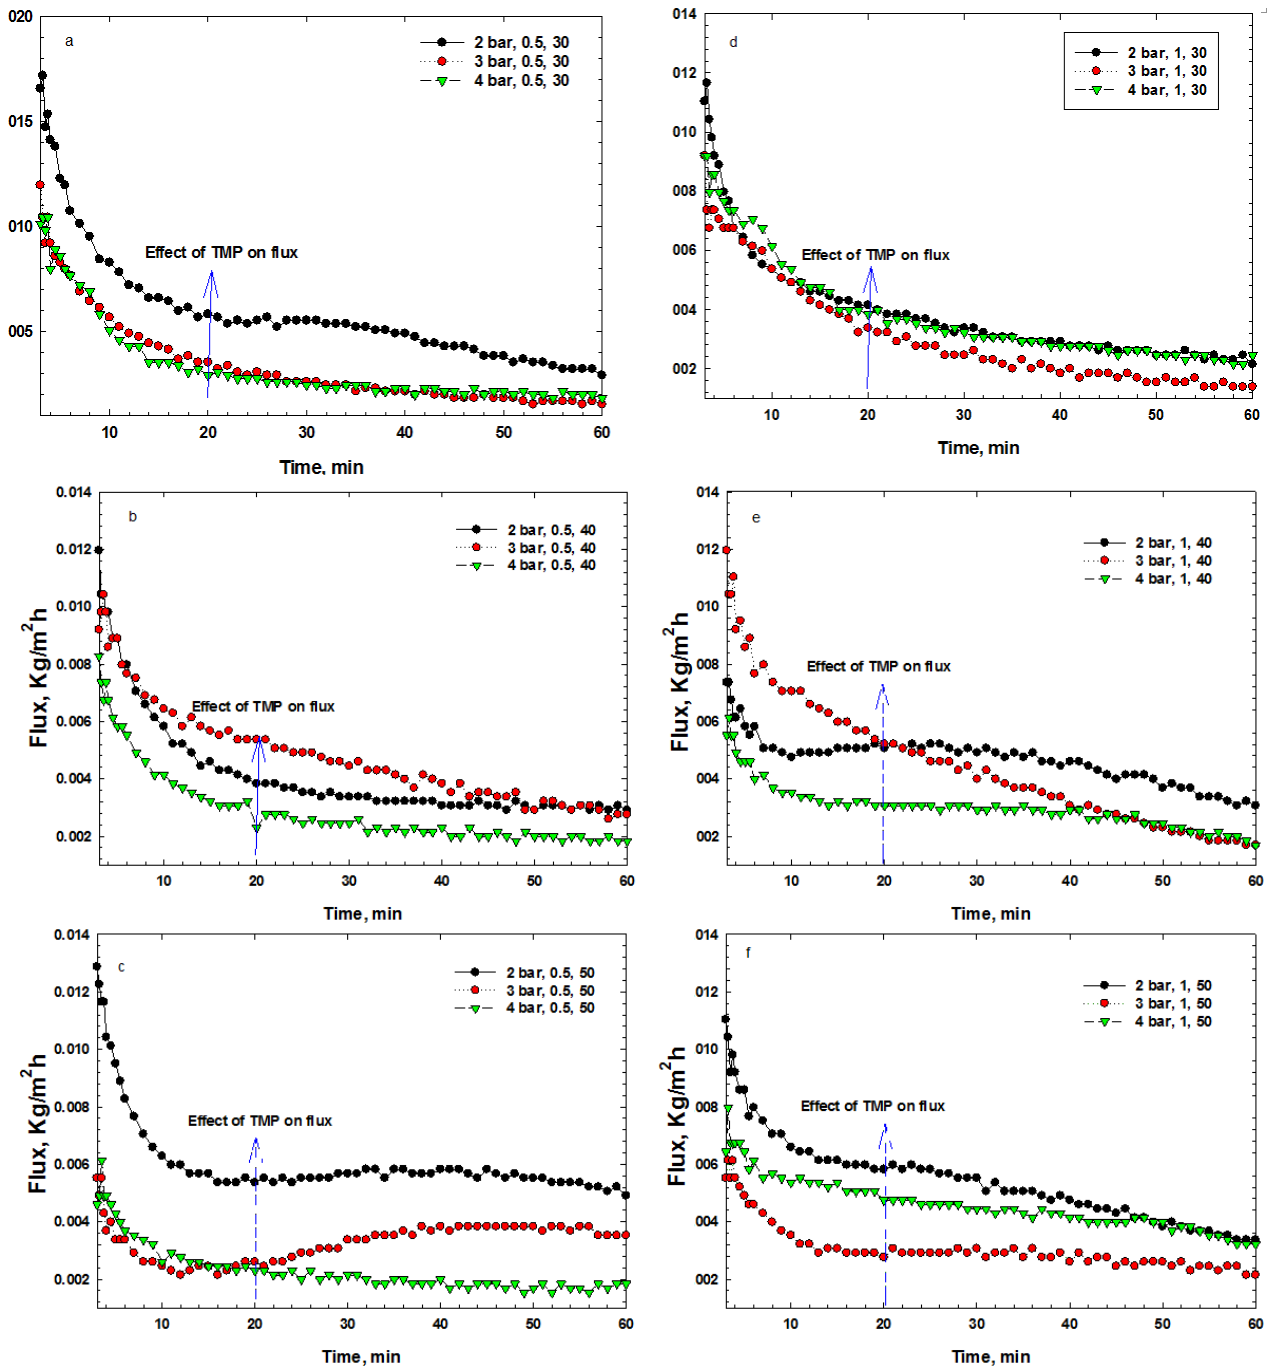 020
015
010
005
a
2 bar, 0.5, 30
3 bar, 0.5, 30
4 bar, 0.5, 30
Effect of TMP on flux
10 20 30 40 50 60
Time, min
014
012
010
008
006
004
002
d
2 bar, 1, 30
3 bar, 1, 30
4 bar, 1, 30
Effect of TMP on flux
10 20 30 40 50 60
Time, min
Flux, Kg/m²h
0.014
0.012
0.010
0.008
0.006
0.004
0.002
b
2 bar, 0.5, 40
3 bar, 0.5, 40
4 bar, 0.5, 40
Effect of TMP on flux
10 20 30 40 50 60
Time, min
Flux, Kg/m²h
014
012
010
008
006
004
002
e
2 bar, 1, 40
3 bar, 1, 40
4 bar, 1, 40
Effect of TMP on flux
10 20 30 40 50 60
Time, min
Flux, Kg/m²h
0.014
0.012
0.010
0.008
0.006
0.004
0.002
c
2 bar, 0.5, 50
3 bar, 0.5, 50
4 bar, 0.5, 50
Effect of TMP on flux
10 20 30 40 50 60
Time, min
Flux, Kg/m²h
014
012
010
008
006
004
002
f
2 bar, 1, 50
3 bar, 1, 50
4 bar, 1, 50
Effect of TMP on flux
10 20 30 40 50 60
Time, min